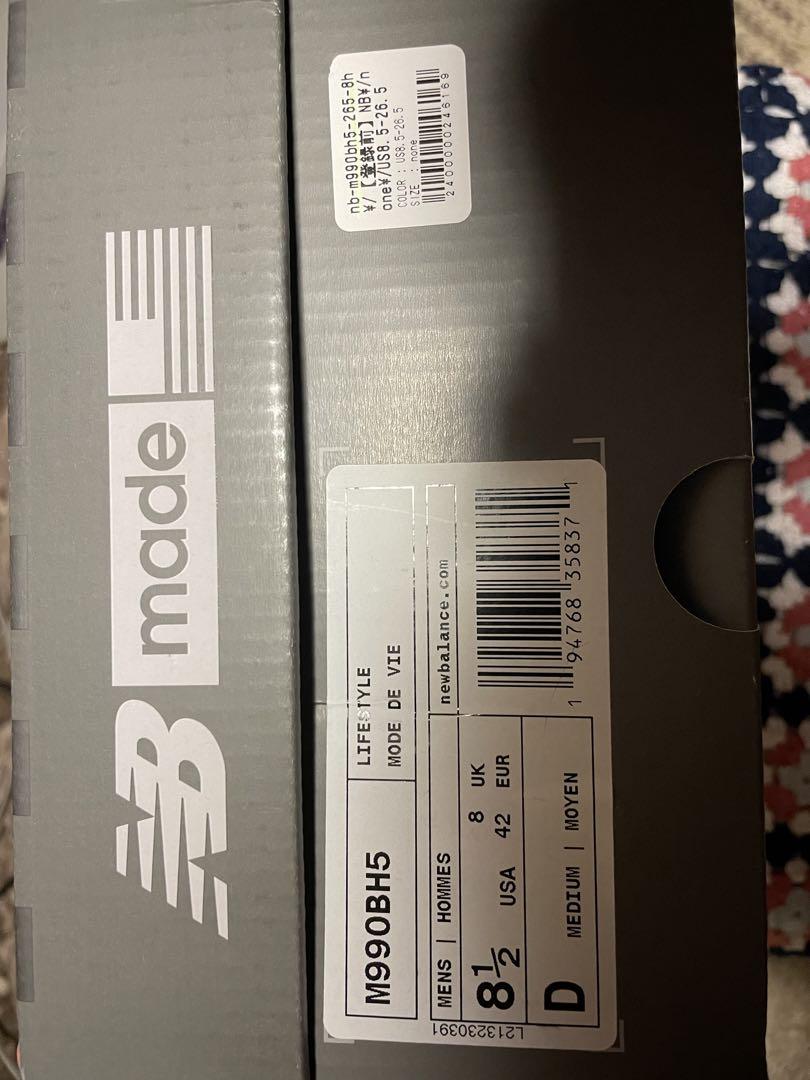 NB made
nb-m990bh5-265-8h
¥/【登録前】NB¥/n
one¥/US8.5-26.5
COLOR : US8.5-26.5
SIZE : none
2400000246169
M990BH5
LIFESTYLE
MODE DE VIE
MENS | HOMMES
newbalance.com
8½ USA
8 UK
42 EUR
D
MEDIUM | MOYEN
1 94768 35837 1
L213230391